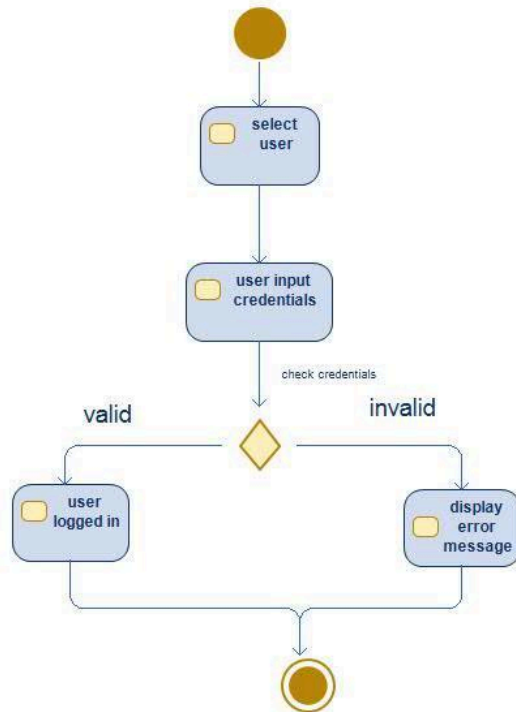 select
user
user input
credentials
check credentials
valid
invalid
user
logged in
display
error
message